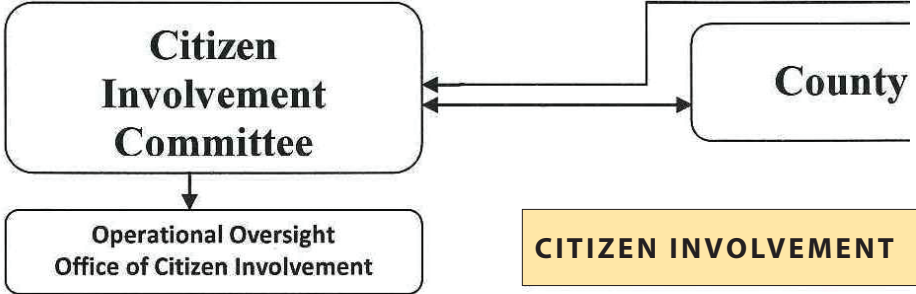 Citizen
Involvement
Committee
County
Operational Oversight
Office of Citizen Involvement
CITIZEN INVOLVEMENT